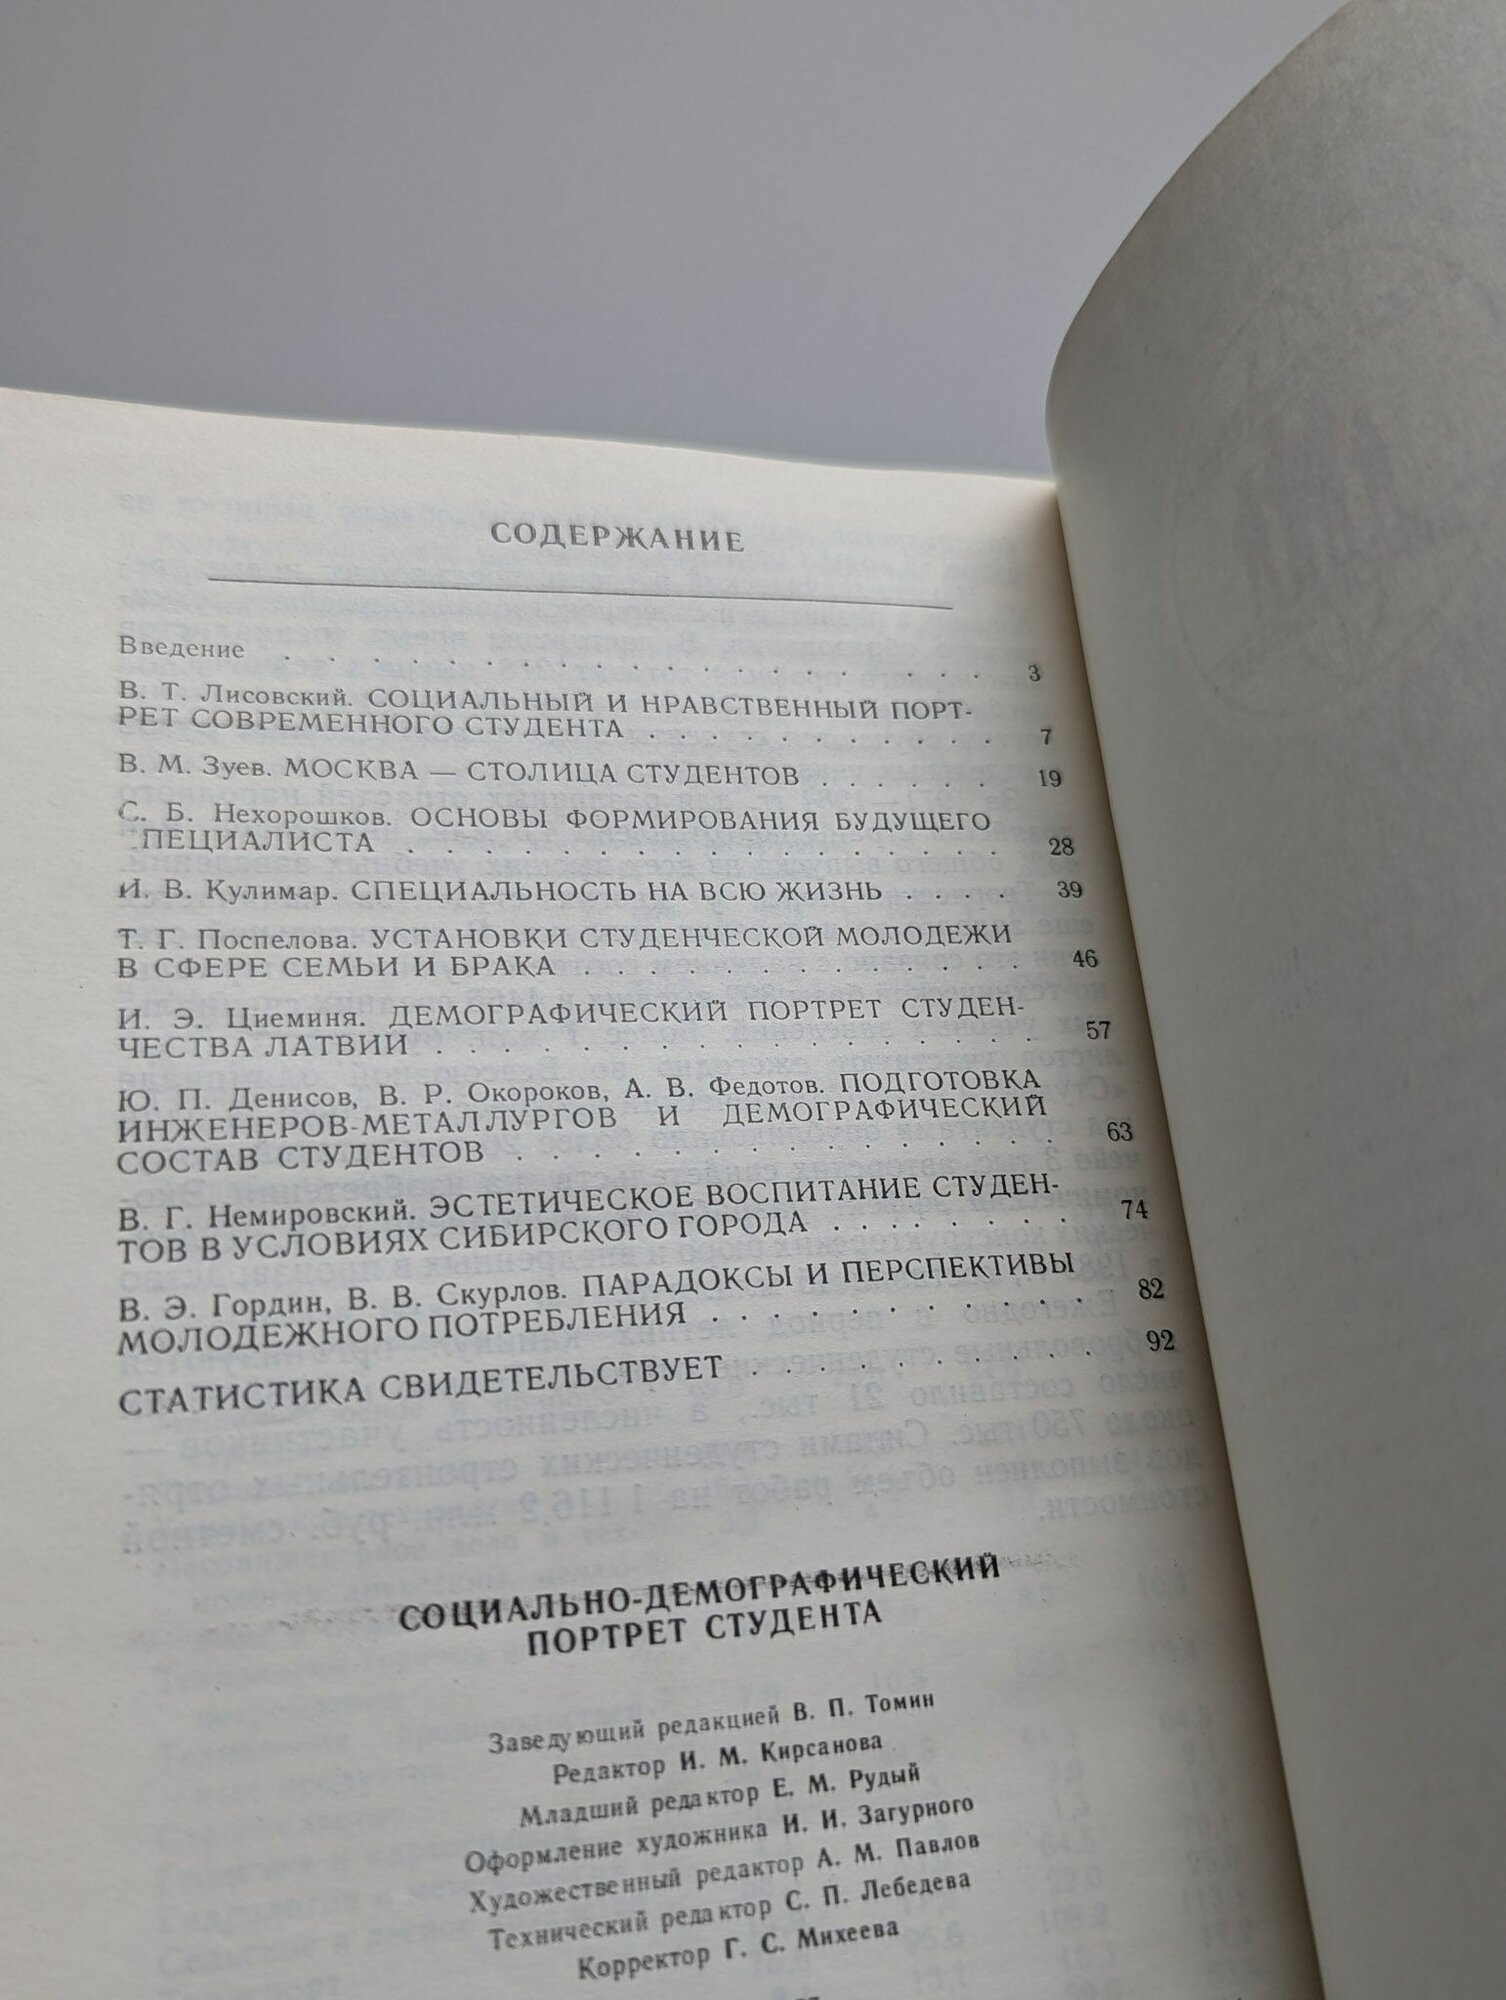 СОДЕРЖАНИЕ
Введение . . . . . . . . . . . . . . . . 3
В. Т. Лисовский. СОЦИАЛЬНЫЙ И НРАВСТВЕННЫЙ ПОРТ-
РЕТ СОВРЕМЕННОГО СТУДЕНТА . . . . . . . . . . . . 7
В. М. Зуев. МОСКВА — СТОЛИЦА СТУДЕНТОВ . . . . . . 19
С. Б. Нехорошков. ОСНОВЫ ФОРМИРОВАНИЯ БУДУЩЕГО
ПЕЦИАЛИСТА . . . . . . . . . . . . . . . . 28
И. В. Кулимар. СПЕЦИАЛЬНОСТЬ НА ВСЮ ЖИЗНЬ . . . . 39
Т. Г. Поспелова. УСТАНОВКИ СТУДЕНЧЕСКОЙ МОЛОДЕЖИ
В СФЕРЕ СЕМЬИ И БРАКА . . . . . . . . . . . . 46
И. Э. Циеминя. ДЕМОГРАФИЧЕСКИЙ ПОРТРЕТ СТУДЕН-
ЧЕСТВА ЛАТВИИ . . . . . . . . . . . . . . . . 57
Ю. П. Денисов, В. Р. Окороков, А. В. Федотов. ПОДГОТОВКА
ИНЖЕНЕРОВ-МЕТАЛЛУРГОВ И ДЕМОГРАФИЧЕСКИЙ
СОСТАВ СТУДЕНТОВ . . . . . . . . . . . . . . 63
В. Г. Немировский. ЭСТЕТИЧЕСКОЕ ВОСПИТАНИЕ СТУДЕН-
ТОВ В УСЛОВИЯХ СИБИРСКОГО ГОРОДА . . . . . . . . 74
В. Э. Гордин, В. В. Скурлов. ПАРАДОКСЫ И ПЕРСПЕКТИВЫ
МОЛОДЕЖНОГО ПОТРЕБЛЕНИЯ . . . . . . . . . . . 82
СТАТИСТИКА СВИДЕТЕЛЬСТВУЕТ . . . . . . . . . . 92
СОЦИАЛЬНО-ДЕМОГРАФИЧЕСКИЙ
ПОРТРЕТ СТУДЕНТА
Заведующий редакцией В. П. Томин
Редактор И. М. Кирсанова
Младший редактор Е. М. Рудый
Оформление художника И. И. Загурного
Художественный редактор А. М. Павлов
Технический редактор С. П. Лебедева
Корректор Г. С. Михеева